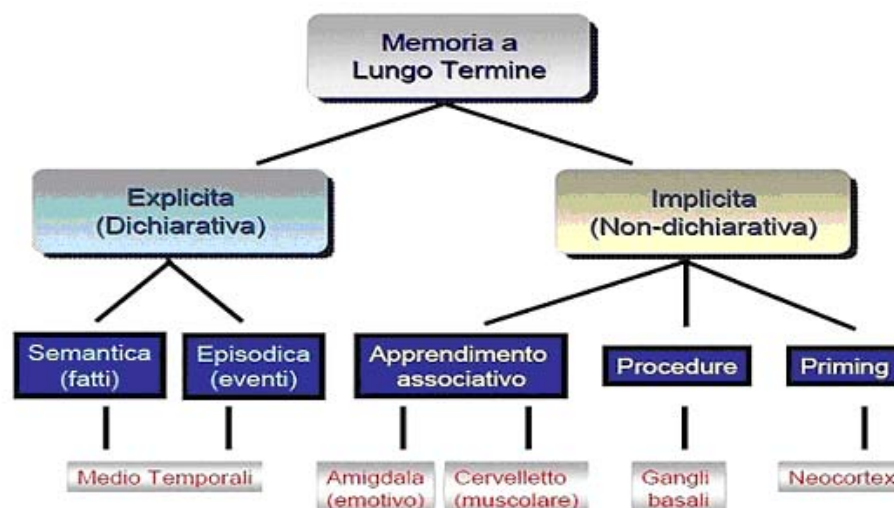 Memoria a
Lungo Termine
Explicita
(Dichiarativa)
Implicita
(Non-dichiarativa)
Semantica
(fatti)
Episodica
(eventi)
Apprendimento
associativo
Procedure
Priming
Medio Temporali
Amigdala
(emotivo)
Cervelletto
(muscolare)
Gangli
basali
Neocortex